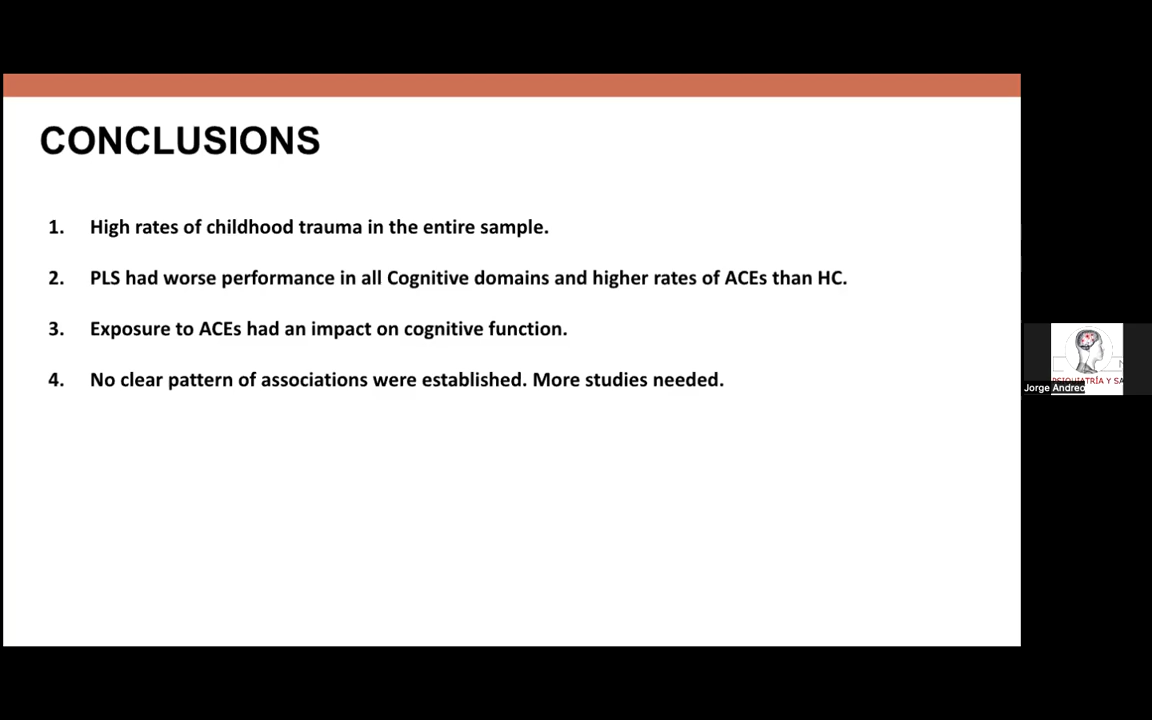 CONCLUSIONS
1. High rates of childhood trauma in the entire sample.
2. PLS had worse performance in all Cognitive domains and higher rates of ACEs than HC.
3. Exposure to ACEs had an impact on cognitive function.
4. No clear pattern of associations were established. More studies needed.
PSIQUIATRÍA Y SA
Jorge Andreo